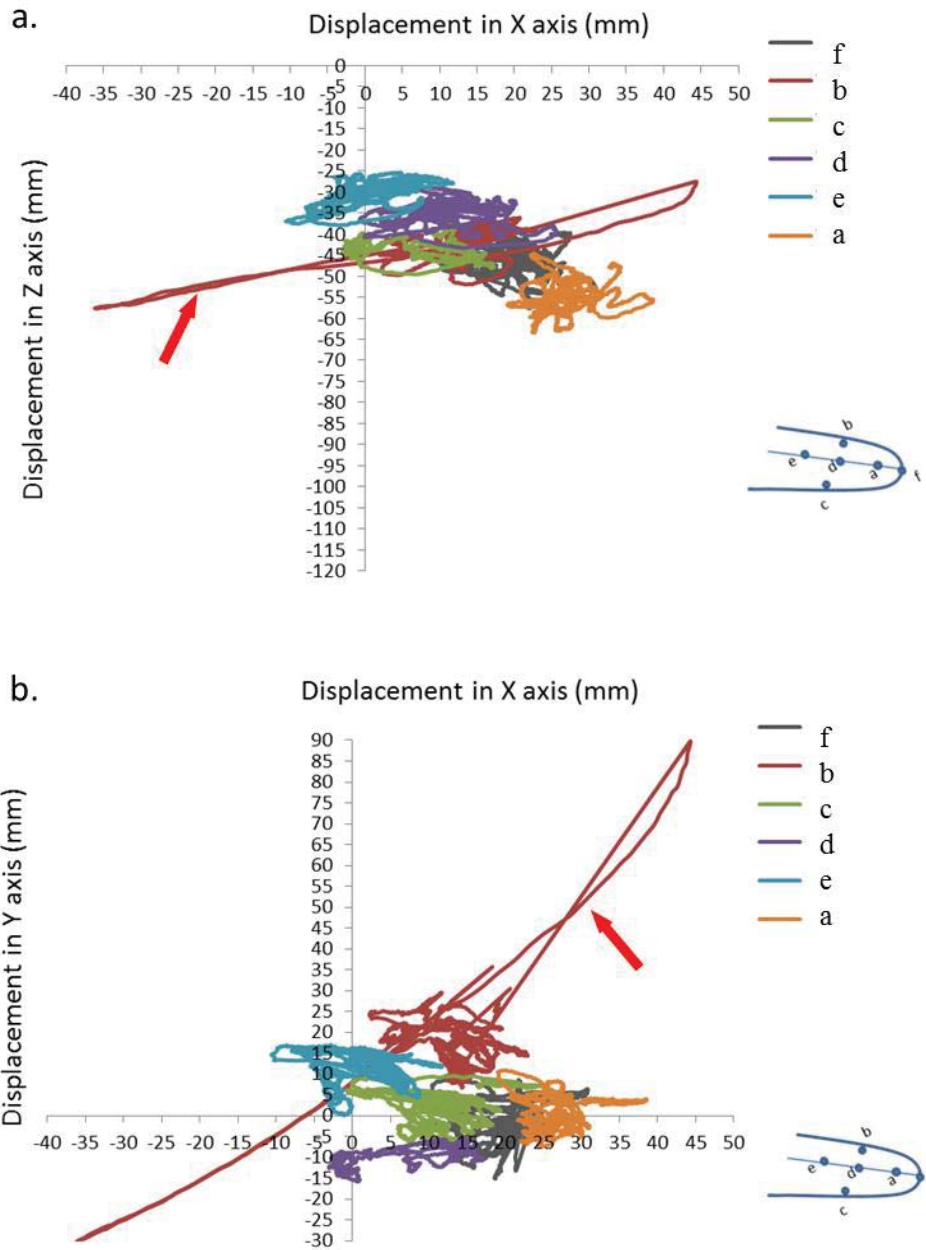 a.
Displacement in X axis (mm)
-40 -35 -30 -25 -20 -15 -10 -5 0 5 10 15 20 25 30 35 40 45 50
Displacement in Z axis (mm)
0
-5
-10
-15
-20
-25
-30
-35
-40
-45
-50
-55
-60
-65
-70
-75
-80
-85
-90
-95
-100
-105
-110
-115
-120
f
b
c
d
e
a
b
e
d
a
f
c
b.
Displacement in X axis (mm)
Displacement in Y axis (mm)
90
85
80
75
70
65
60
55
50
45
40
35
30
25
20
15
10
5
0
-5
-10
-15
-20
-25
-30
-40 -35 -30 -25 -20 -15 -10 -5 0 5 10 15 20 25 30 35 40 45 50
f
b
c
d
e
a
b
e
d
a
c